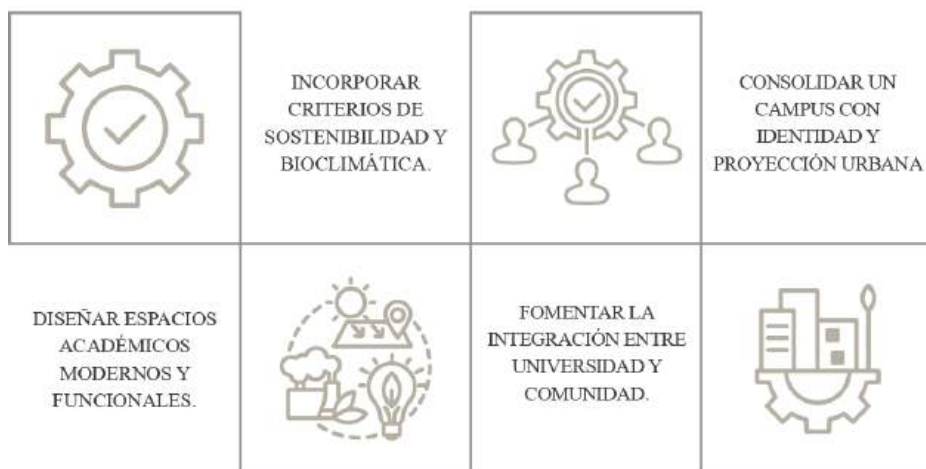 INCORPORAR
CRITERIOS DE
SOSTENIBILIDAD Y
BIOCLIMÁTICA.
CONSOLIDAR UN
CAMPUS CON
IDENTIDAD Y
PROYECCIÓN URBANA
DISEÑAR ESPACIOS
ACADÉMICOS
MODERNOS Y
FUNCIONALES.
FOMENTAR LA
INTEGRACIÓN ENTRE
UNIVERSIDAD Y
COMUNIDAD.